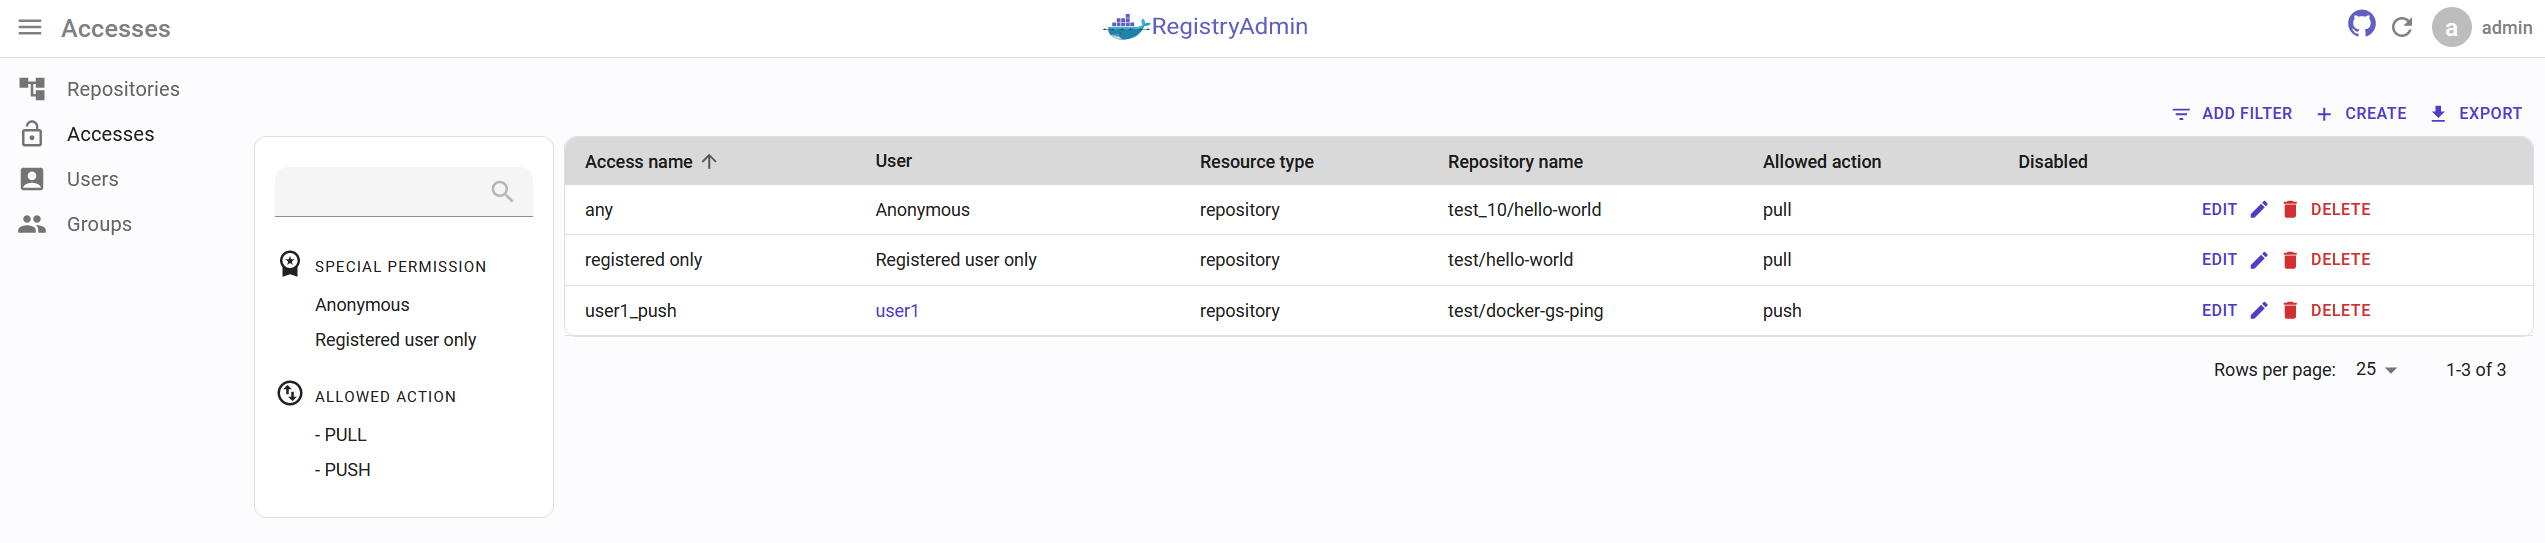 Accesses
RegistryAdmin
a admin
Repositories
Accesses
Users
Groups
ADD FILTER CREATE EXPORT
SPECIAL PERMISSION
Anonymous
Registered user only
ALLOWED ACTION
- PULL
- PUSH
Access name User Resource type Repository name Allowed action Disabled
any Anonymous repository test_10/hello-world pull EDIT DELETE
registered only Registered user only repository test/hello-world pull EDIT DELETE
user1_push user1 repository test/docker-gs-ping push EDIT DELETE
Rows per page: 25 1-3 of 3